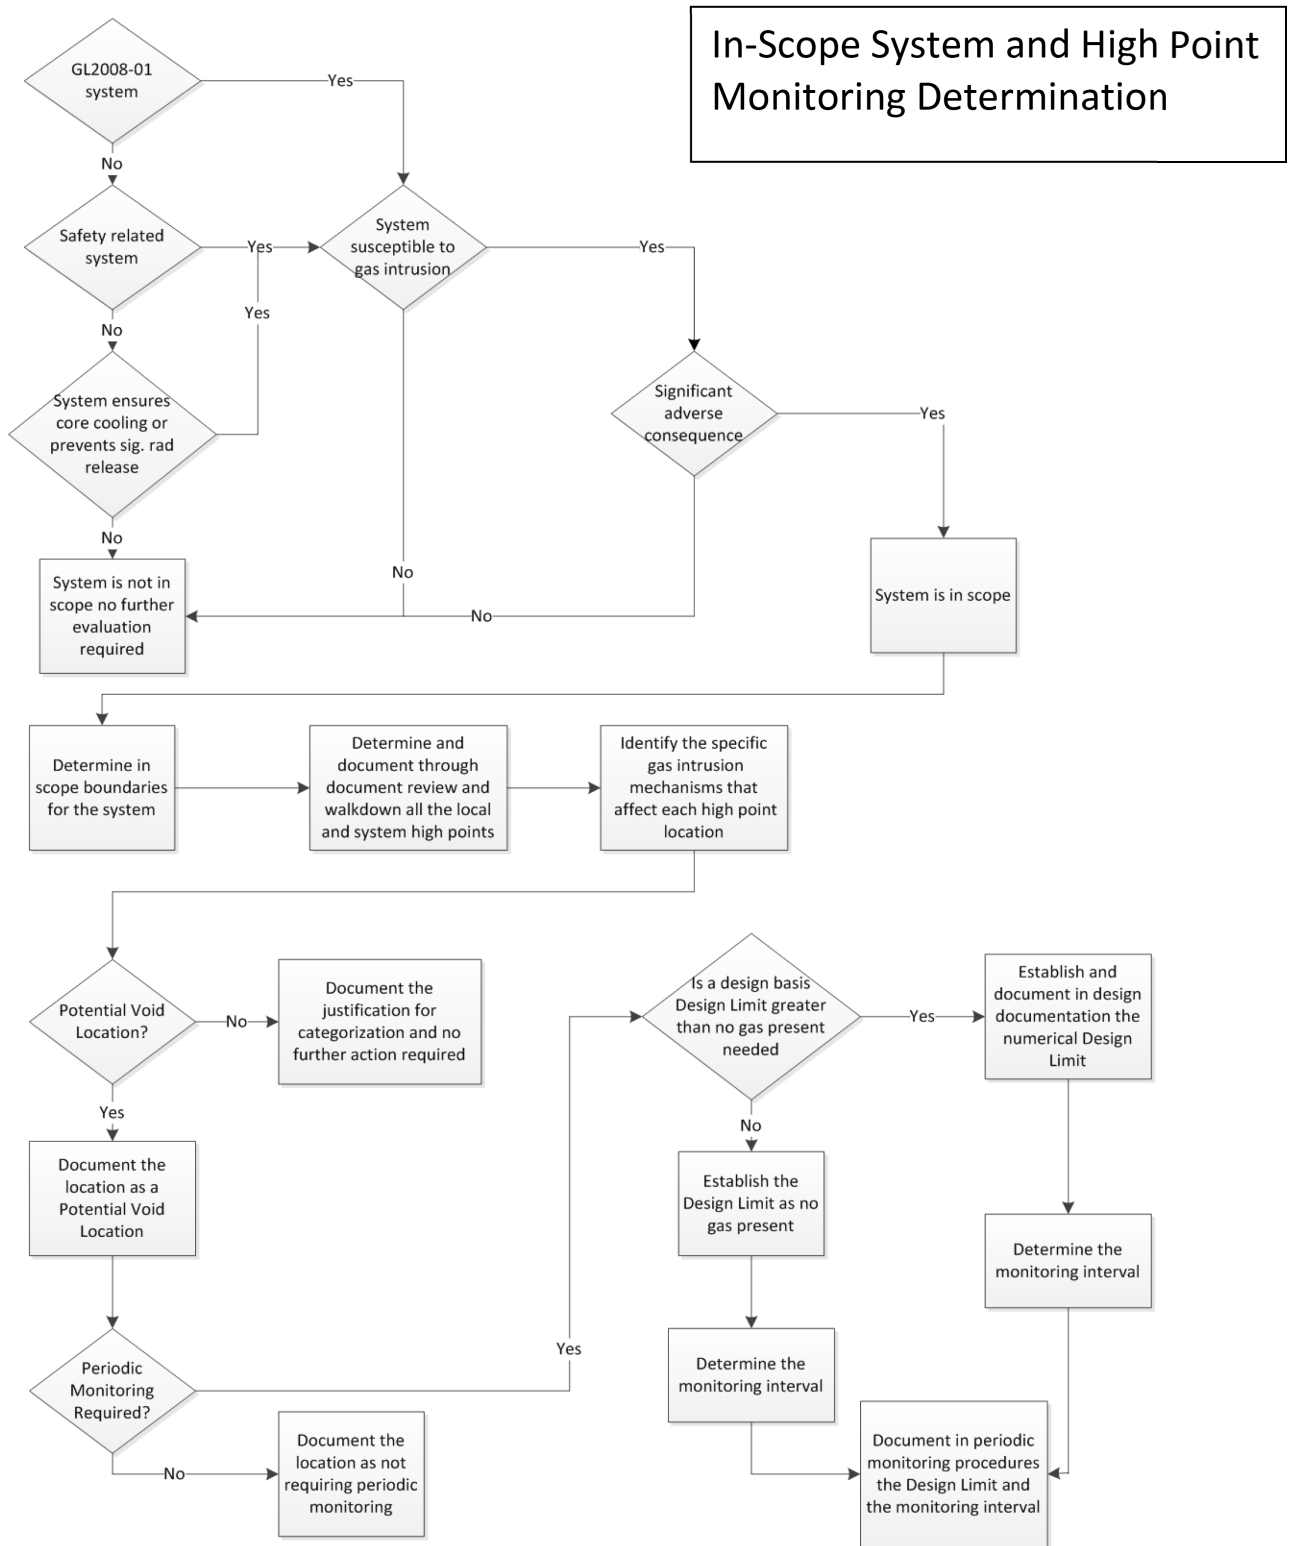 In-Scope System and High Point
Monitoring Determination
GL2008-01
system
Yes
No
Safety related
system
Yes
System
susceptible to
gas intrusion
Yes
Yes
No
System ensures
core cooling or
prevents sig. rad
release
Significant
adverse
consequence
Yes
No
System is not in
scope no further
evaluation
required
No
No
System is in scope
Determine in
scope boundaries
for the system
Determine and
document through
document review and
walkdown all the local
and system high points
Identify the specific
gas intrusion
mechanisms that
affect each high point
location
Potential Void
Location?
No
Document the
justification for
categorization and no
further action required
Is a design basis
Design Limit greater
than no gas present
needed
Yes
Establish and
document in design
documentation the
numerical Design
Limit
Yes
No
Document the
location as a
Potential Void
Location
Establish the
Design Limit as no
gas present
Determine the
monitoring interval
Periodic
Monitoring
Required?
Yes
Determine the
monitoring interval
No
Document the
location as not
requiring periodic
monitoring
Document in periodic
monitoring procedures
the Design Limit and
the monitoring interval